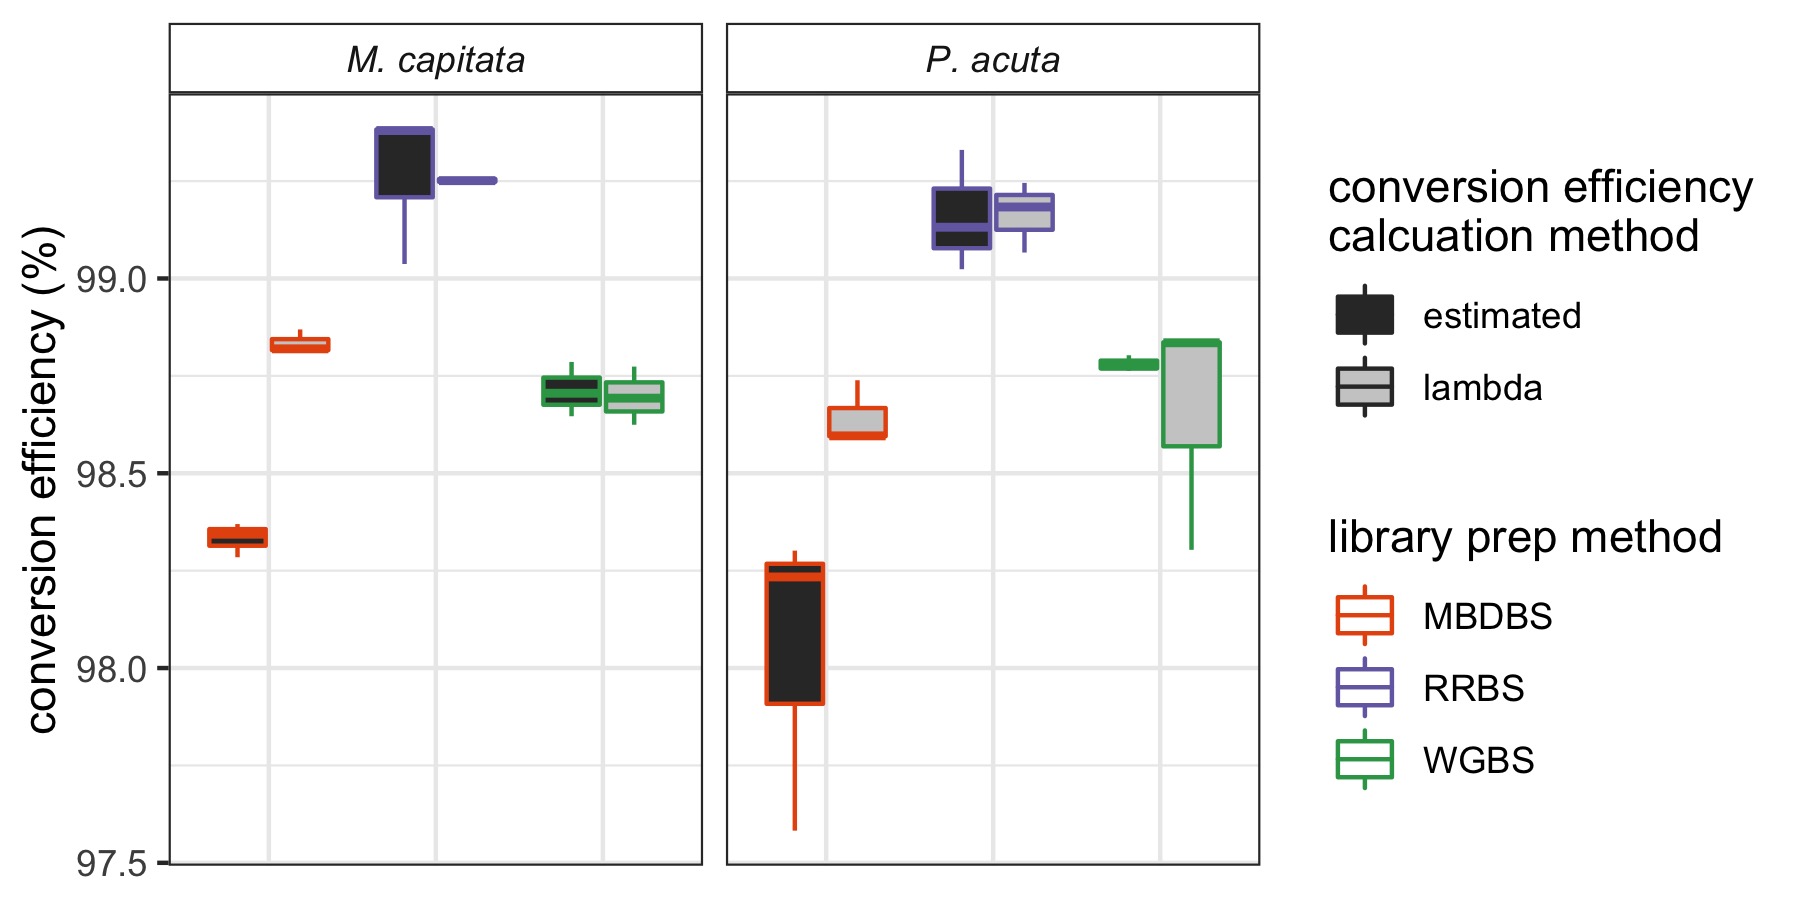 M. capitata
P. acuta
conversion efficiency (%)
99.0
98.5
98.0
97.5
conversion efficiency
calcuation method
estimated
lambda
library prep method
MBDBS
RRBS
WGBS